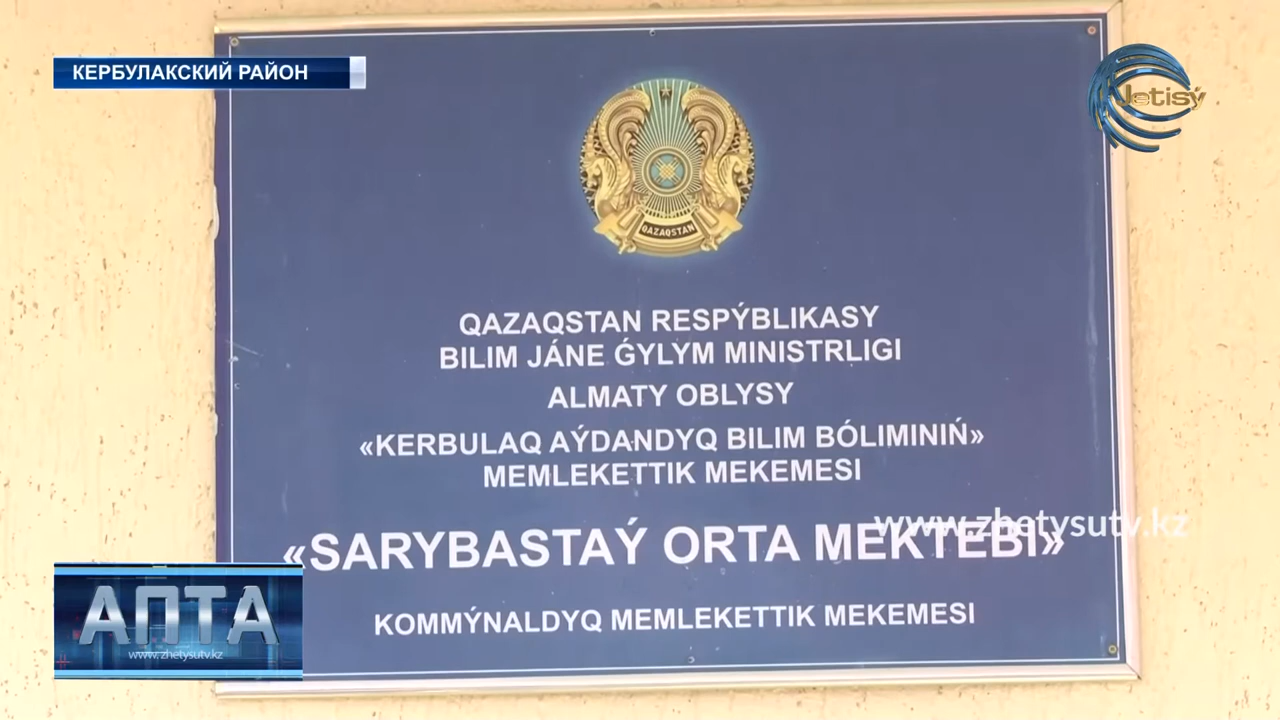 КЕРБУЛАКСКИЙ РАЙОН
Jetisý
QAZAQSTAN
QAZAQSTAN RESPÝBLIKASY
BILIM JÁNE ǴYLYM MINISTRLIGI
ALMATY OBLYSY
«KERBULAQ AÝDANDYQ BILIM BÓLIMINIŃ»
MEMLEKETTIK MEKEMESI
www.zhetysutv.kz
«SARYBASTAÝ ORTA MEKTEBI»
KOMMÝNALDYQ MEMLEKETTIK MEKEMESI
АПТА
www.zhetysutv.kz